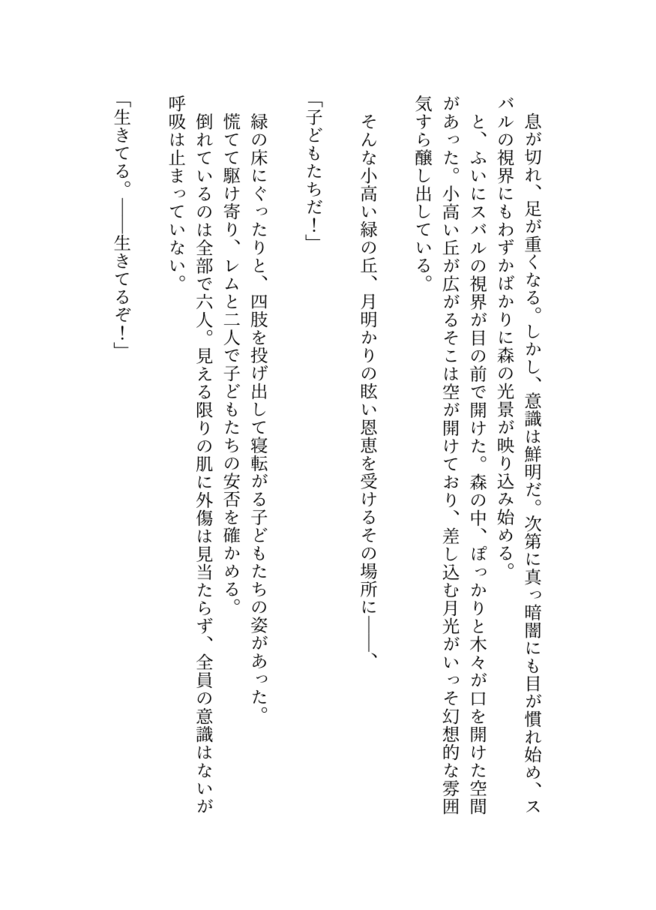 息が切れ、足が重くなる。しかし、意識は鮮明だ。次第に真っ暗闇にも目が慣れ始め、ス
バルの視界にもわずかばかりに森の光景が映り込み始める。
　と、ふいにスバルの視界が目の前で開けた。森の中、ぽっかりと木々が口を開けた空間
があった。小高い丘が広がるそこは空が開けており、差し込む月光がいっそ幻想的な雰囲
気すら醸し出している。
　そんな小高い緑の丘、月明かりの眩い恩恵を受けるその場所に――、
「子どもたちだ！」
　緑の床にぐったりと、四肢を投げ出して寝転がる子どもたちの姿があった。
　慌てて駆け寄り、レムと二人で子どもたちの安否を確かめる。
　倒れているのは全部で六人。見える限りの肌に外傷は見当たらず、全員の意識はないが
呼吸は止まっていない。
「生きてる。――生きてるぞ！」